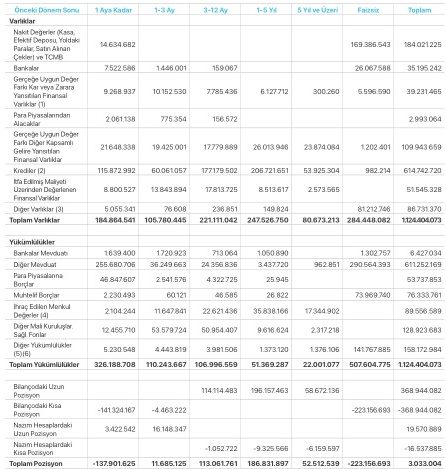 Önceki Dönem Sonu 1 Aya Kadar 1-3 Ay 3-12 Ay 1-5 Yıl 5 Yıl ve Üzeri Faizsiz Toplam
Varlıklar
Nakit Değerler (Kasa,
Efektif Deposu, Yoldaki
Paralar, Satın Alınan
Çekler) ve TCMB 14.634.682 169.386.543 184.021.225
Bankalar 7.522.586 1.446.001 159.067 26.067.588 35.195.242
Gerçeğe Uygun Değer
Farkı Kar veya Zarara
Yansıtılan Finansal
Varlıklar (1) 9.268.937 10.152.530 7.785.436 6.127.712 300.260 5.596.590 39.231.465
Para Piyasalarından
Alacaklar 2.061.138 775.354 156.572 2.993.064
Gerçeğe Uygun Değer
Farkı Diğer Kapsamlı
Gelire Yansıtılan
Finansal Varlıklar 21.648.338 19.425.001 17.779.889 26.013.946 23.874.084 1.202.401 109.943.659
Krediler (2) 115.872.992 60.061.057 177.179.502 206.721.651 53.925.304 982.214 614.742.720
İtfa Edilmiş Maliyeti
Üzerinden Değerlenen
Finansal Varlıklar 8.800.527 13.843.894 17.813.725 8.513.617 2.573.565 51.545.328
Diğer Varlıklar (3) 5.055.341 76.608 236.851 149.824 81.212.746 86.731.370
Toplam Varlıklar 184.864.541 105.780.445 221.111.042 247.526.750 80.673.213 284.448.082 1.124.404.073
Yükümlülükler
Bankalar Mevduatı 1.639.400 1.720.923 713.064 1.050.890 1.302.757 6.427.034
Diğer Mevduat 255.680.706 36.249.663 24.356.836 3.437.720 962.851 290.564.393 611.252.169
Para Piyasalarına
Borçlar 46.847.607 2.541.576 4.322.725 25.945 53.737.853
Muhtelif Borçlar 2.230.493 60.121 46.585 26.822 73.969.740 76.333.761
İhraç Edilen Menkul
Değerler (4) 2.104.244 11.647.841 22.621.436 35.838.166 17.344.902 89.556.589
Diğer Mali Kuruluşlar.
Sağl. Fonlar 12.455.710 53.579.724 50.954.407 9.616.624 2.317.218 128.923.683
Diğer Yükümlülükler
(5)(6) 5.230.548 4.443.819 3.981.506 1.373.120 1.376.106 141.767.885 158.172.984
Toplam Yükümlülükler 326.188.708 110.243.667 106.996.559 51.369.287 22.001.077 507.604.775 1.124.404.073
Bilançodaki Uzun
Pozisyon 114.114.483 196.157.463 58.672.136 368.944.082
Bilançodaki Kısa
Pozisyon -141.324.167 -4.463.222 -223.156.693 -368.944.082
Nazım Hesaplardaki
Uzun Pozisyon 3.422.542 16.148.347 19.570.889
Nazım Hesaplardaki
Kısa Pozisyon -1.052.722 -9.325.566 -6.159.597 -16.537.885
Toplam Pozisyon -137.901.625 11.685.125 113.061.761 186.831.897 52.512.539 -223.156.693 3.033.004